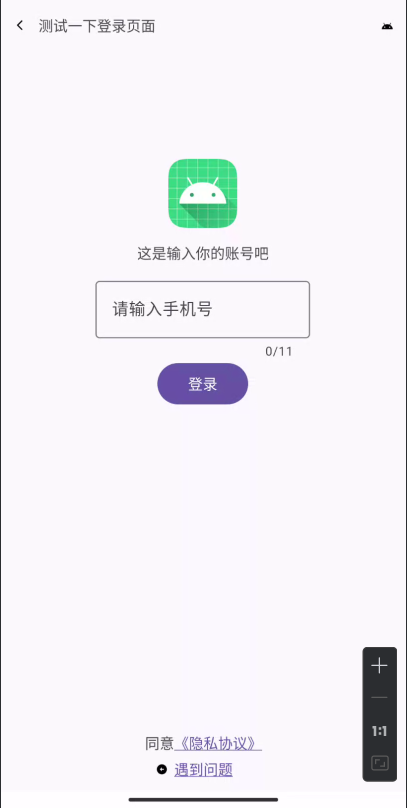 测试一下登录页面
这是输入你的账号吧
请输入手机号
0/11
登录
1:1
同意《隐私协议》
遇到问题